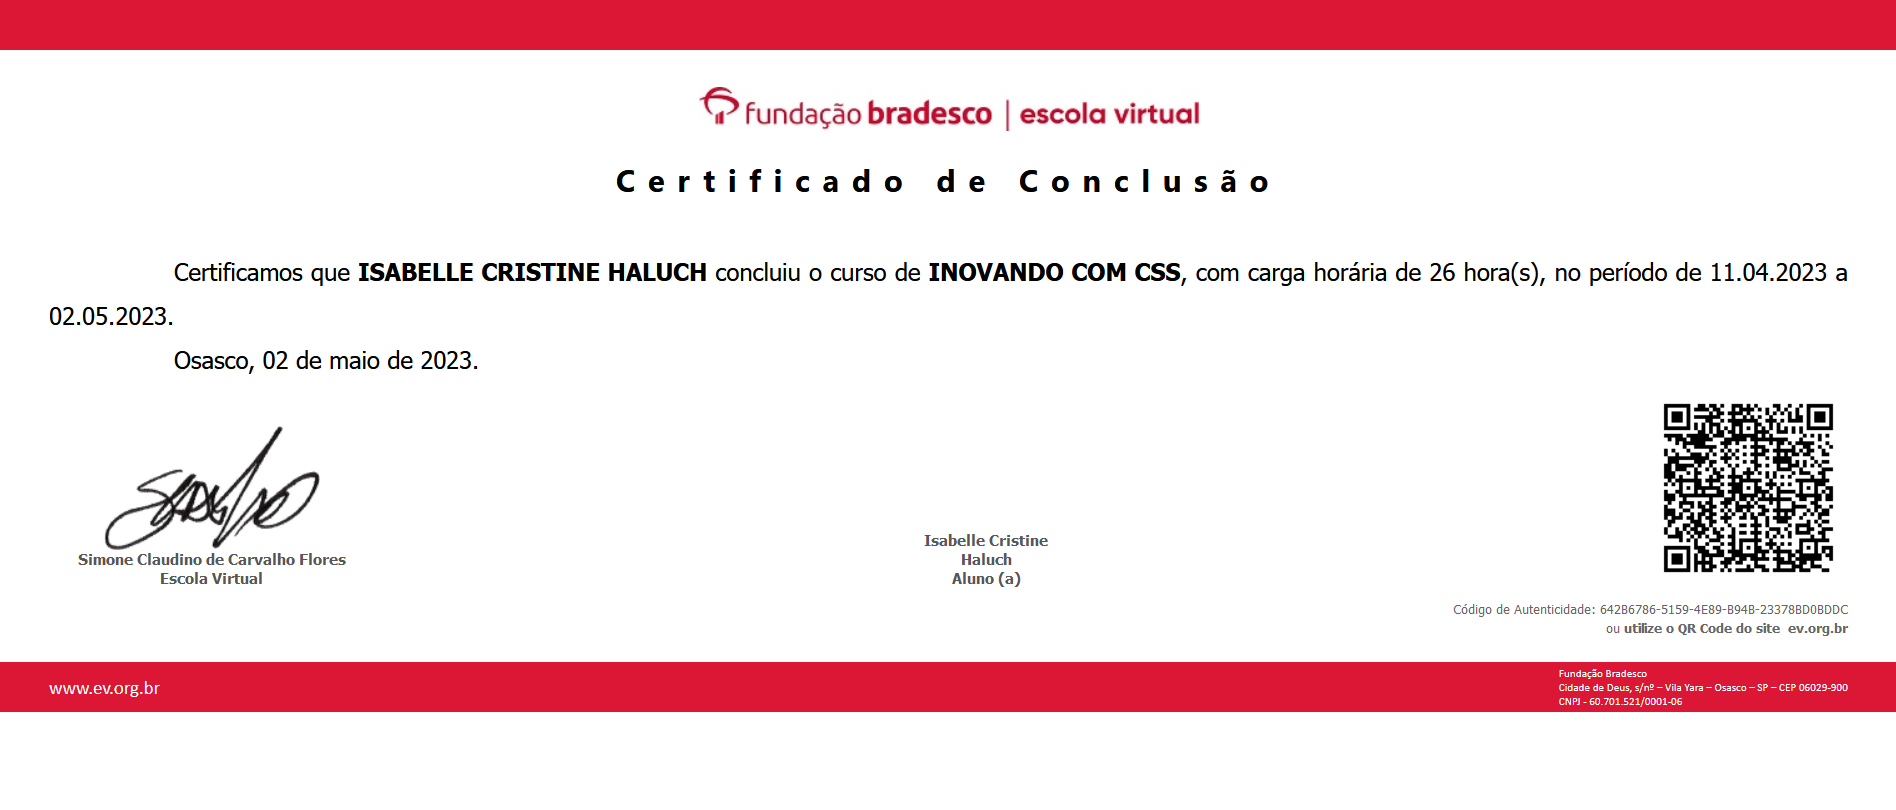 fundação bradesco | escola virtual
Certificado de Conclusão
Certificamos que ISABELLE CRISTINE HALUCH concluiu o curso de INOVANDO COM CSS, com carga horária de 26 hora(s), no período de 11.04.2023 a
02.05.2023.
Osasco, 02 de maio de 2023.
Simone Claudino de Carvalho Flores
Escola Virtual
Isabelle Cristine
Haluch
Aluno (a)
Código de Autenticidade: 642B6786-5159-4E89-B94B-23378BD0BDDC
ou utilize o QR Code do site ev.org.br
www.ev.org.br
Fundação Bradesco
Cidade de Deus, s/nº – Vila Yara – Osasco – SP – CEP 06029-900
CNPJ - 60.701.521/0001-06